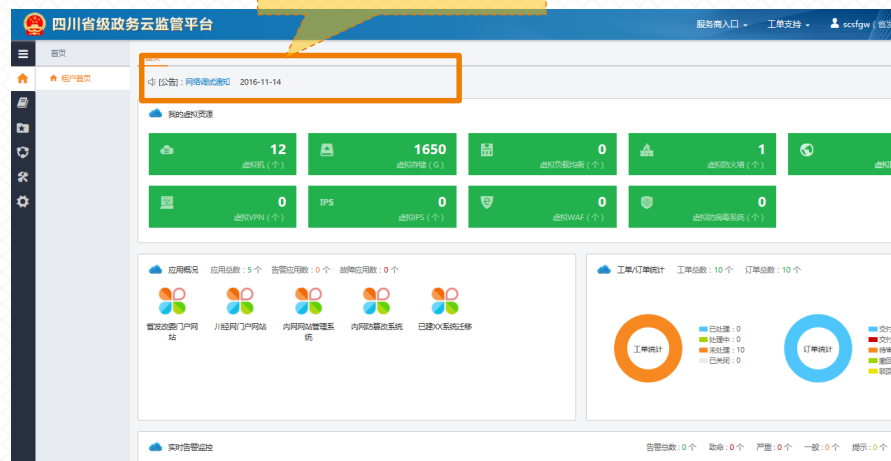 四川省级政务云监管平台
服务商入口
工单支持
scsfgw
首页
租户首页
[公告]：网络调试通知 2016-11-14
我的虚拟资源
12
虚拟机（个）
1650
虚拟存储（G）
0
虚拟负载均衡（个）
1
虚拟防火墙（个）
0
虚拟VPN（个）
IPS
0
虚拟IPS（个）
0
虚拟WAF（个）
0
虚拟防病毒系统（个）
应用概况 应用总数：5 个 告警应用数：0 个 故障应用数：0 个
省发改委门户网
站
川经网门户网站
内网网站管理系
统
内网防篡改系统
已建XX系统迁移
工单/订单统计 工单总数：10 个 订单总数：10 个
工单统计
已处理：0
处理中：0
未处理：10
已关闭：0
订单统计
实时告警监控
告警总数：0 个 致命：0 个 严重：0 个 一般：0 个 提示：0 个